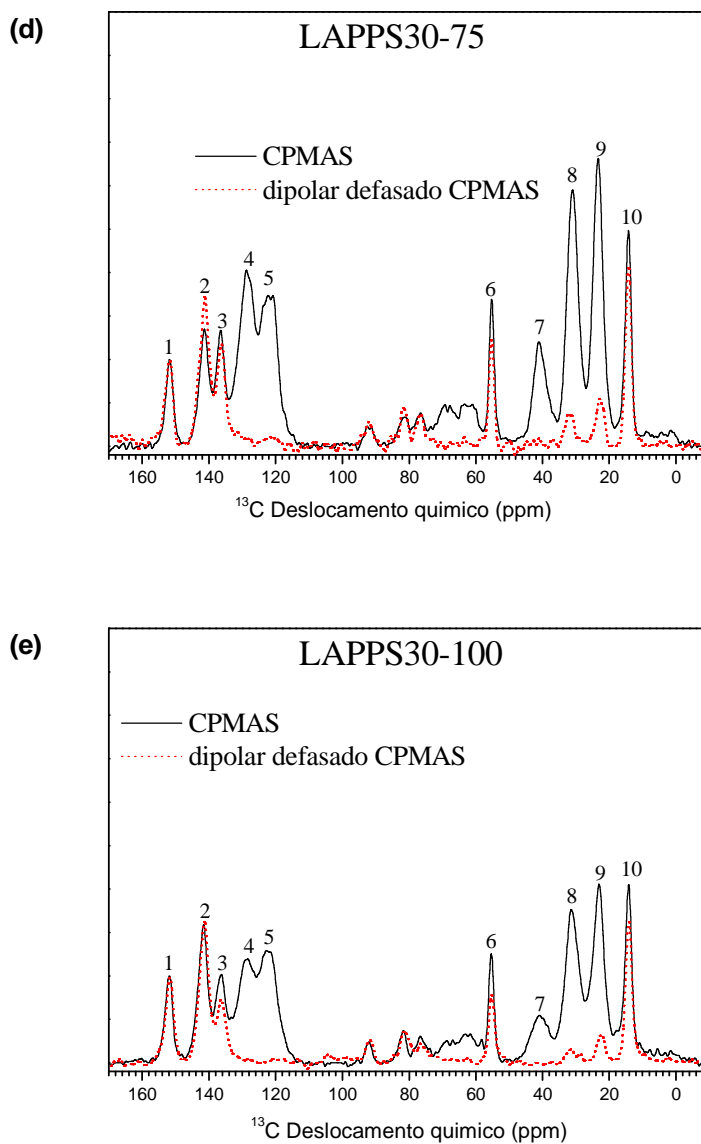 (d)
LAPPS30-75
CPMAS
dipolar defasado CPMAS
1
2
3
4
5
6
7
8
9
10
160 140 120 100 80 60 40 20 0
¹³C Deslocamento quimico (ppm)
(e)
LAPPS30-100
CPMAS
dipolar defasado CPMAS
1
2
3
4
5
6
7
8
9
10
160 140 120 100 80 60 40 20 0
¹³C Deslocamento quimico (ppm)